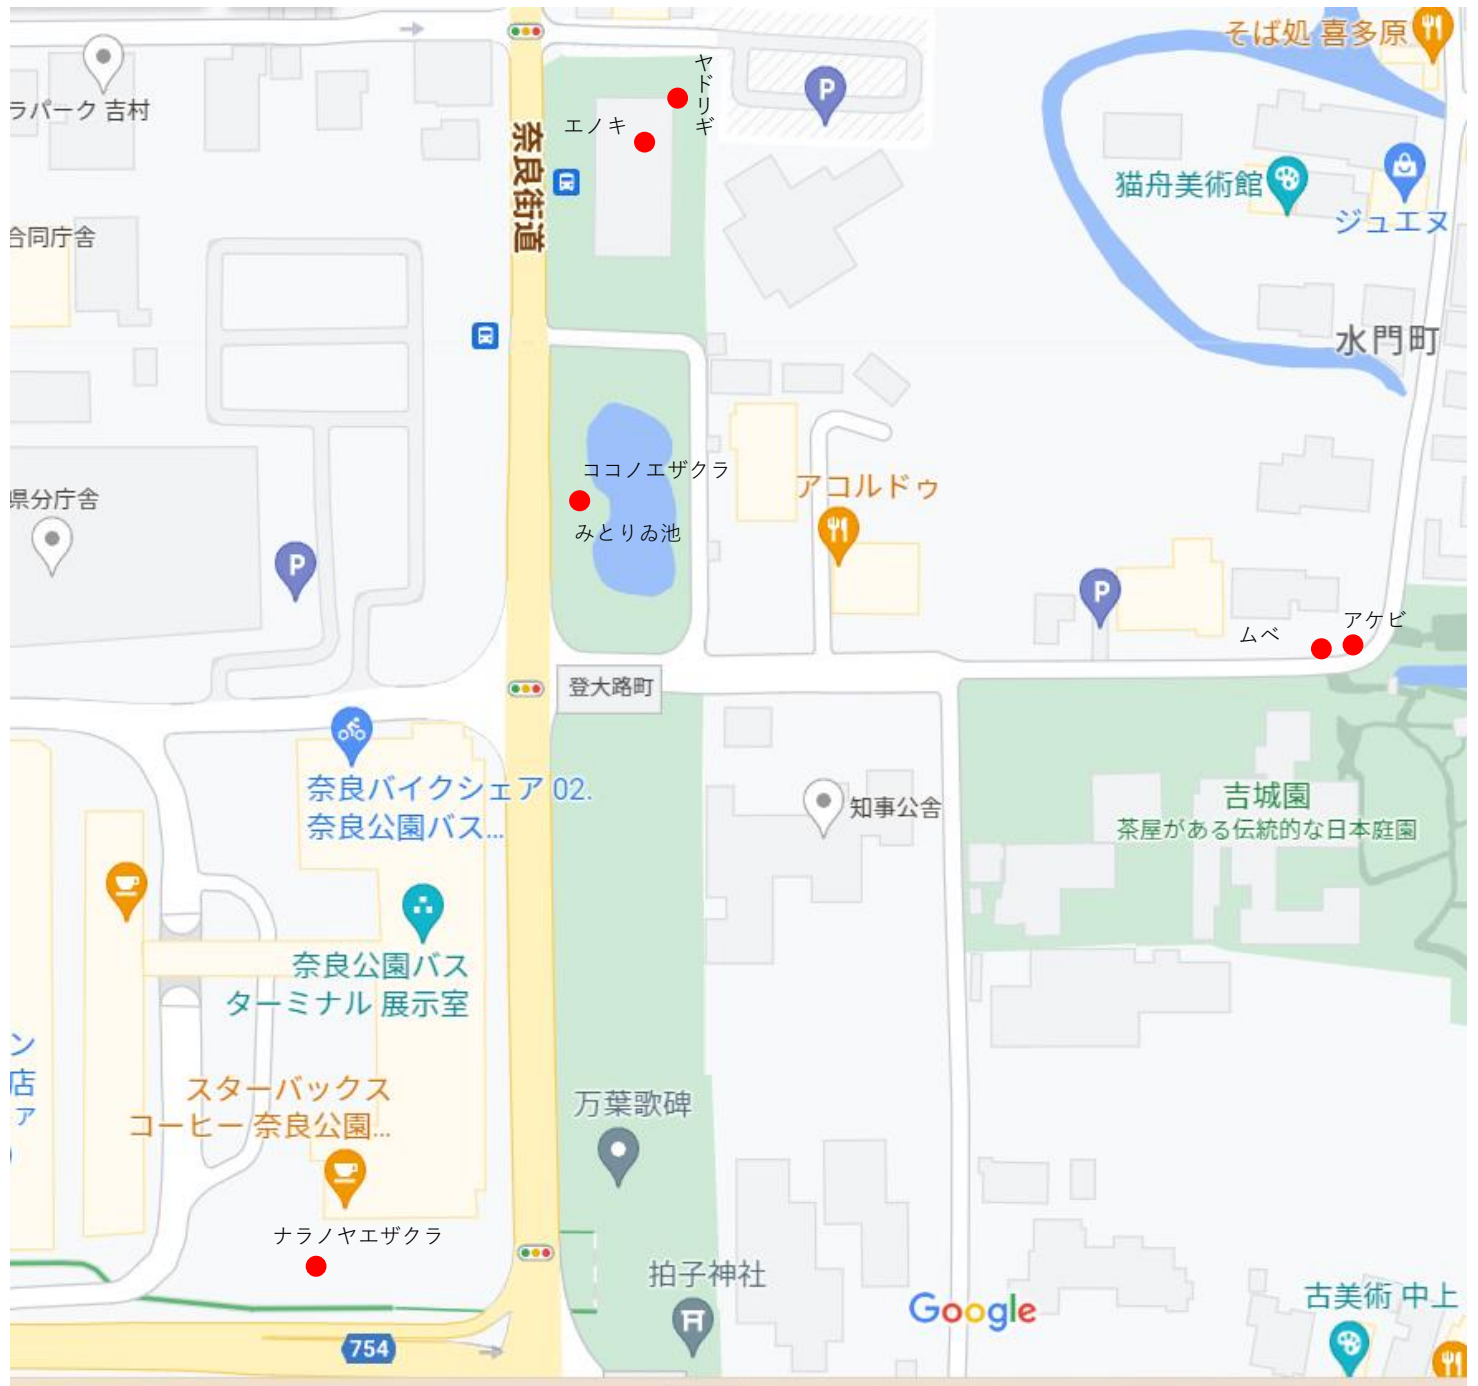 そば処 喜多原
ラパーク 吉村
ヤドリギ
エノキ
P
奈良街道
猫舟美術館
ジュエヌ
合同庁舎
水門町
ココノエザクラ
みとりゐ池
アコルドゥ
県分庁舎
P
P
アケビ
ムベ
登大路町
奈良バイクシェア 02.
奈良公園バス...
知事公舎
吉城園
茶屋がある伝統的な日本庭園
奈良公園バス
ターミナル 展示室
ン
店
ア
スターバックス
コーヒー 奈良公園...
万葉歌碑
ナラノヤエザクラ
拍子神社
Google
古美術 中上
754